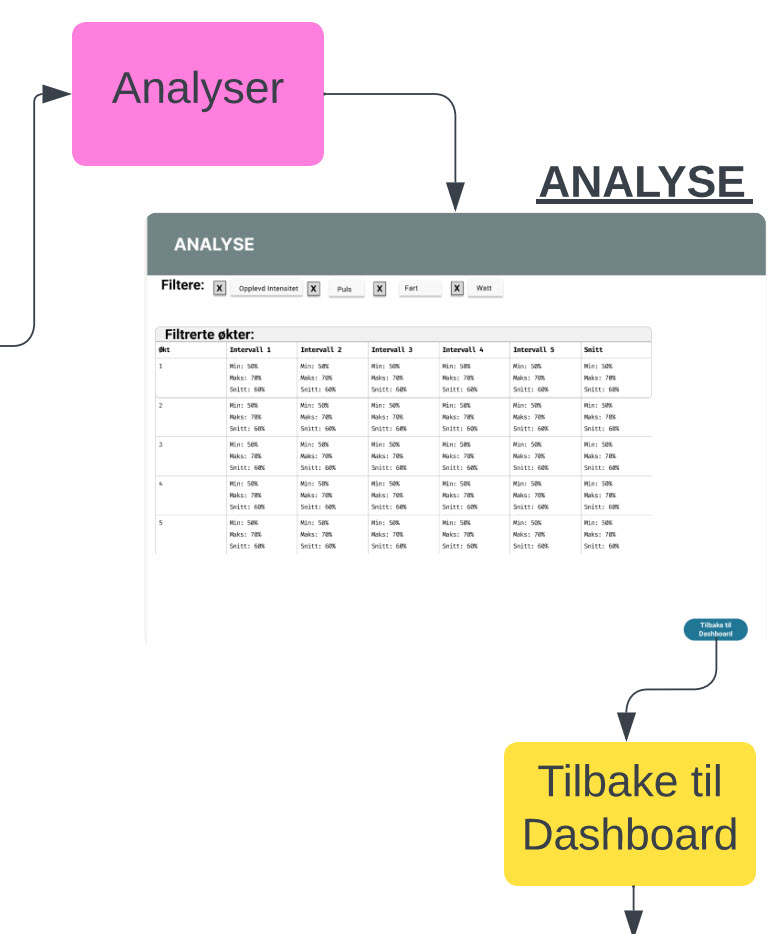 Analyser
ANALYSE
ANALYSE
Filtere: X Opplevd Intensitet X Puls X Fart X Watt
Filtrerte økter:
Økt Intervall 1 Intervall 2 Intervall 3 Intervall 4 Intervall 5 Snitt
1 Min: 50% Min: 50% Min: 50% Min: 50% Min: 50% Min: 50%
Maks: 70% Maks: 70% Maks: 70% Maks: 70% Maks: 70% Maks: 70%
Snitt: 60% Snitt: 60% Snitt: 60% Snitt: 60% Snitt: 60% Snitt: 60%
2 Min: 50% Min: 50% Min: 50% Min: 50% Min: 50% Min: 50%
Maks: 70% Maks: 70% Maks: 70% Maks: 70% Maks: 70% Maks: 70%
Snitt: 60% Snitt: 60% Snitt: 60% Snitt: 60% Snitt: 60% Snitt: 60%
3 Min: 50% Min: 50% Min: 50% Min: 50% Min: 50% Min: 50%
Maks: 70% Maks: 70% Maks: 70% Maks: 70% Maks: 70% Maks: 70%
Snitt: 60% Snitt: 60% Snitt: 60% Snitt: 60% Snitt: 60% Snitt: 60%
4 Min: 50% Min: 50% Min: 50% Min: 50% Min: 50% Min: 50%
Maks: 70% Maks: 70% Maks: 70% Maks: 70% Maks: 70% Maks: 70%
Snitt: 60% Snitt: 60% Snitt: 60% Snitt: 60% Snitt: 60% Snitt: 60%
5 Min: 50% Min: 50% Min: 50% Min: 50% Min: 50% Min: 50%
Maks: 70% Maks: 70% Maks: 70% Maks: 70% Maks: 70% Maks: 70%
Snitt: 60% Snitt: 60% Snitt: 60% Snitt: 60% Snitt: 60% Snitt: 60%
Tilbake til
Dashboard
Tilbake til
Dashboard